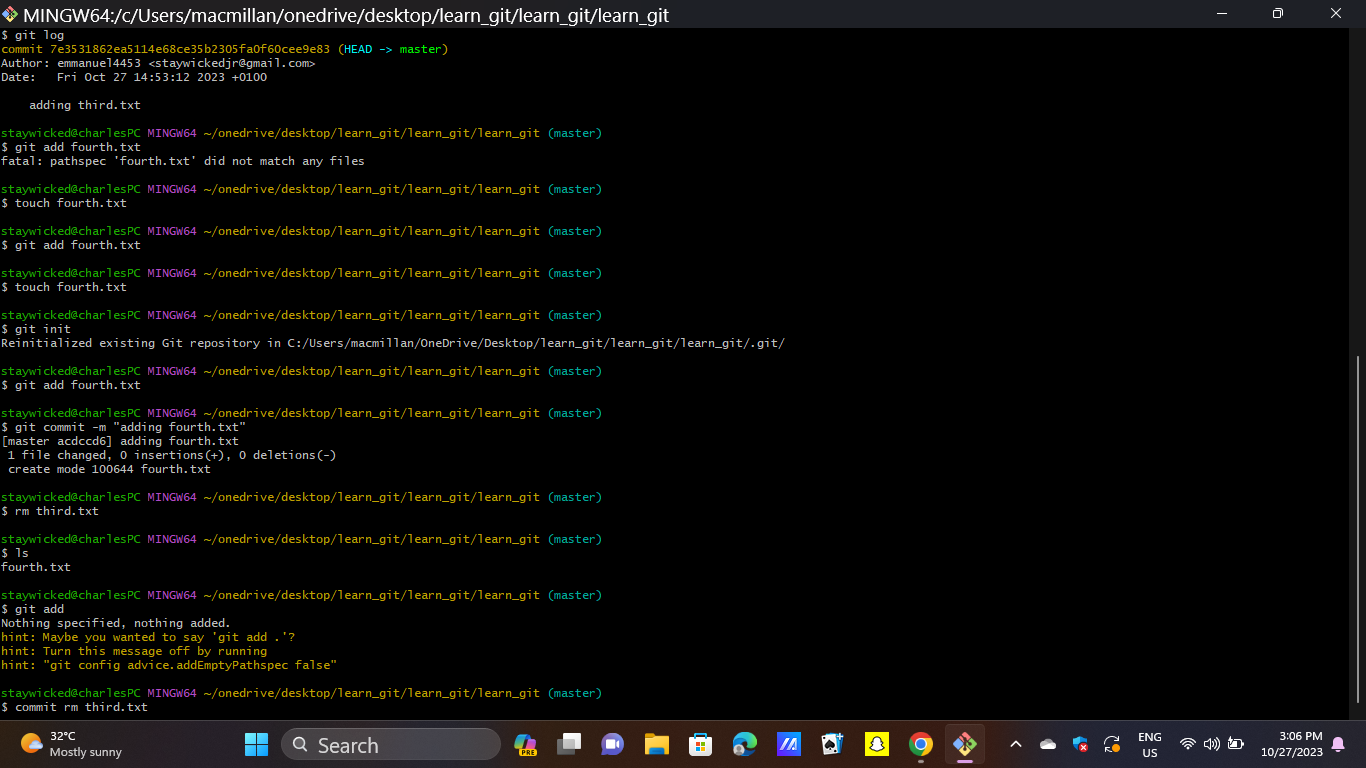 MINGW64:/c/Users/macmillan/onedrive/desktop/learn_git/learn_git/learn_git
$ git log
commit 7e3531862ea5114e68ce35b2305fa0f60cee9e83 (HEAD -> master)
Author: emmanuel4453 <staywickedjr@gmail.com>
Date:   Fri Oct 27 14:53:12 2023 +0100
    adding third.txt
staywicked@charlesPC MINGW64 ~/onedrive/desktop/learn_git/learn_git/learn_git (master)
$ git add fourth.txt
fatal: pathspec 'fourth.txt' did not match any files
staywicked@charlesPC MINGW64 ~/onedrive/desktop/learn_git/learn_git/learn_git (master)
$ touch fourth.txt
staywicked@charlesPC MINGW64 ~/onedrive/desktop/learn_git/learn_git/learn_git (master)
$ git add fourth.txt
staywicked@charlesPC MINGW64 ~/onedrive/desktop/learn_git/learn_git/learn_git (master)
$ touch fourth.txt
staywicked@charlesPC MINGW64 ~/onedrive/desktop/learn_git/learn_git/learn_git (master)
$ git init
Reinitialized existing Git repository in C:/Users/macmillan/OneDrive/Desktop/learn_git/learn_git/learn_git/.git/
staywicked@charlesPC MINGW64 ~/onedrive/desktop/learn_git/learn_git/learn_git (master)
$ git add fourth.txt
staywicked@charlesPC MINGW64 ~/onedrive/desktop/learn_git/learn_git/learn_git (master)
$ git commit -m "adding fourth.txt"
[master acdccd6] adding fourth.txt
 1 file changed, 0 insertions(+), 0 deletions(-)
 create mode 100644 fourth.txt
staywicked@charlesPC MINGW64 ~/onedrive/desktop/learn_git/learn_git/learn_git (master)
$ rm third.txt
staywicked@charlesPC MINGW64 ~/onedrive/desktop/learn_git/learn_git/learn_git (master)
$ ls
fourth.txt
staywicked@charlesPC MINGW64 ~/onedrive/desktop/learn_git/learn_git/learn_git (master)
$ git add
Nothing specified, nothing added.
hint: Maybe you wanted to say 'git add .'?
hint: Turn this message off by running
hint: "git config advice.addEmptyPathspec false"
staywicked@charlesPC MINGW64 ~/onedrive/desktop/learn_git/learn_git/learn_git (master)
$ commit rm third.txt
32°C
Mostly sunny
Search
PRE
ENG
US
3:06 PM
10/27/2023